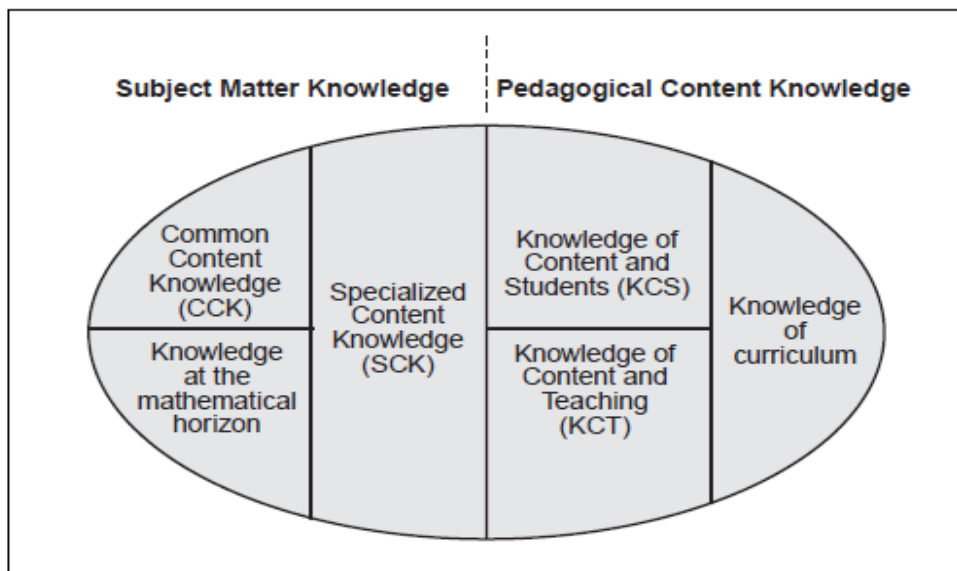 Subject Matter Knowledge
Pedagogical Content Knowledge
Common
Content
Knowledge
(CCK)
Knowledge
at the
mathematical
horizon
Specialized
Content
Knowledge
(SCK)
Knowledge of
Content and
Students (KCS)
Knowledge of
Content and
Teaching
(KCT)
Knowledge
of
curriculum